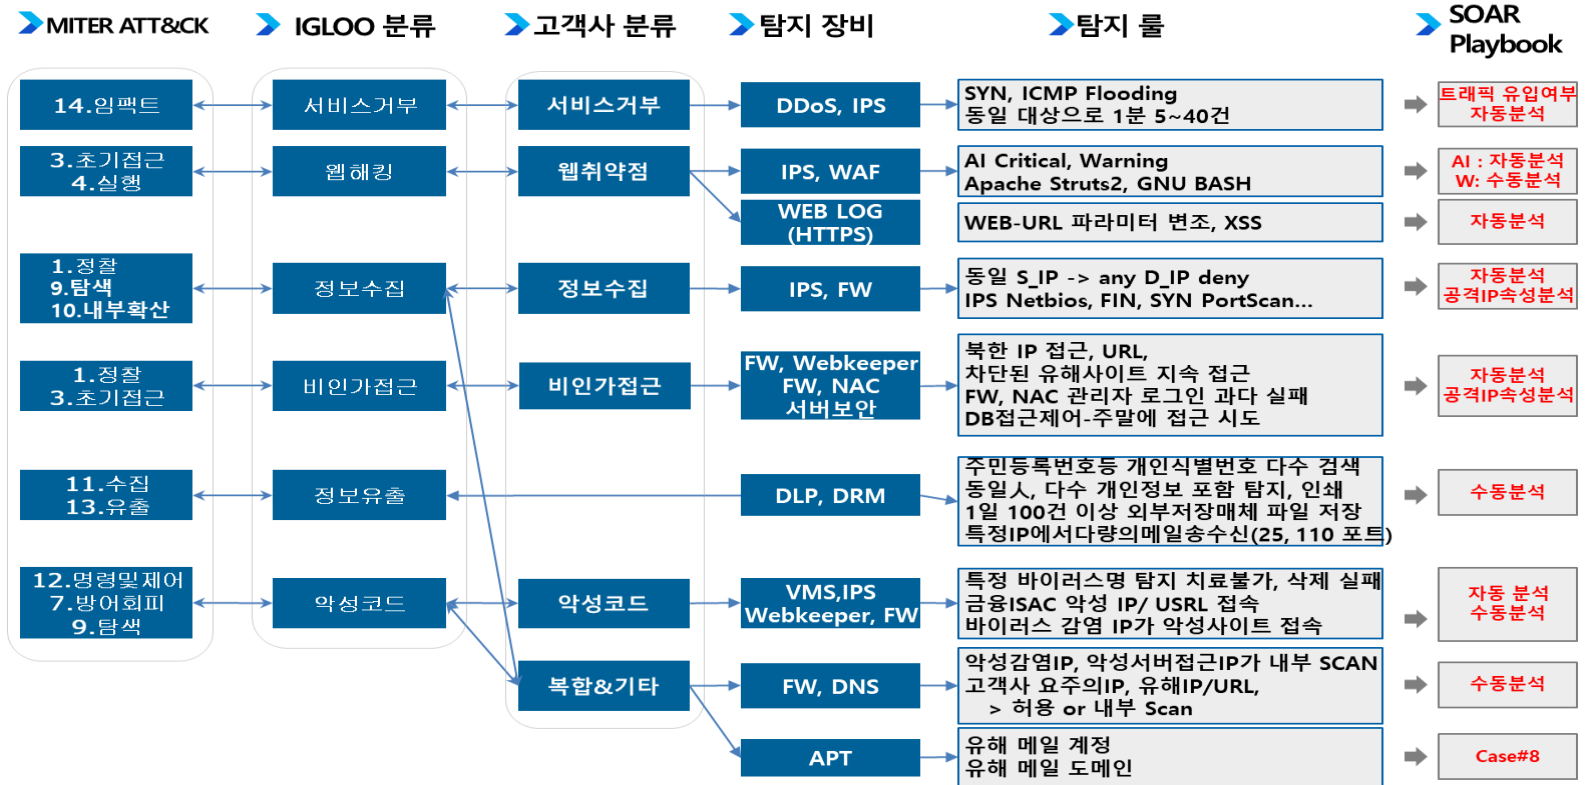 MITER ATT&CK
IGLOO 분류
고객사 분류
탐지 장비
탐지 룰
SOAR
Playbook
14.임팩트
서비스거부
서비스거부
DDoS, IPS
SYN, ICMP Flooding
동일 대상으로 1분 5~40건
트래픽 유입여부
자동분석
3.초기접근
4.실행
웹해킹
웹취약점
IPS, WAF
AI Critical, Warning
Apache Struts2, GNU BASH
AI : 자동분석
W: 수동분석
WEB LOG
(HTTPS)
WEB-URL 파라미터 변조, XSS
자동분석
1.정찰
9.탐색
10.내부확산
정보수집
정보수집
IPS, FW
동일 S_IP -> any D_IP deny
IPS Netbios, FIN, SYN PortScan...
자동분석
공격IP속성분석
1.정찰
3.초기접근
비인가접근
비인가접근
FW, Webkeeper
FW, NAC
서버보안
북한 IP 접근, URL,
차단된 유해사이트 지속 접근
FW, NAC 관리자 로그인 과다 실패
DB접근제어-주말에 접근 시도
자동분석
공격IP속성분석
11.수집
13.유출
정보유출
DLP, DRM
주민등록번호등 개인식별번호 다수 검색
동일人, 다수 개인정보 포함 탐지, 인쇄
1일 100건 이상 외부저장매체 파일 저장
특정IP에서다량의메일송수신(25, 110 포트)
수동분석
12.명령및제어
7.방어회피
9.탐색
악성코드
악성코드
VMS,IPS
Webkeeper, FW
특정 바이러스명 탐지 치료불가, 삭제 실패
금융ISAC 악성 IP/ USRL 접속
바이러스 감염 IP가 악성사이트 접속
자동 분석
수동분석
복합&기타
FW, DNS
악성감염IP, 악성서버접근IP가 내부 SCAN
고객사 요주의IP, 유해IP/URL,
> 허용 or 내부 Scan
수동분석
APT
유해 메일 계정
유해 메일 도메인
Case#8